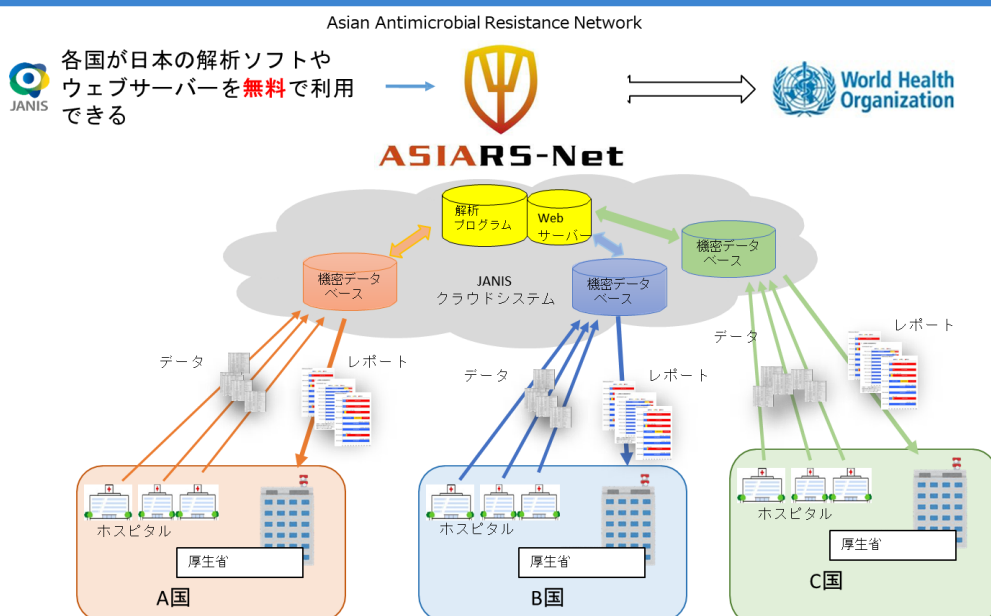 Asian Antimicrobial Resistance Network
JANIS
各国が日本の解析ソフトや
ウェブサーバーを無料で利用
できる
ASIARS-Net
World Health
Organization
解析
プログラム
Web
サーバー
機密データ
ベース
JANIS
クラウドシステム
機密データ
ベース
機密データ
ベース
データ
レポート
データ
レポート
データ
レポート
ホスピタル
厚生省
A国
ホスピタル
厚生省
B国
ホスピタル
厚生省
C国